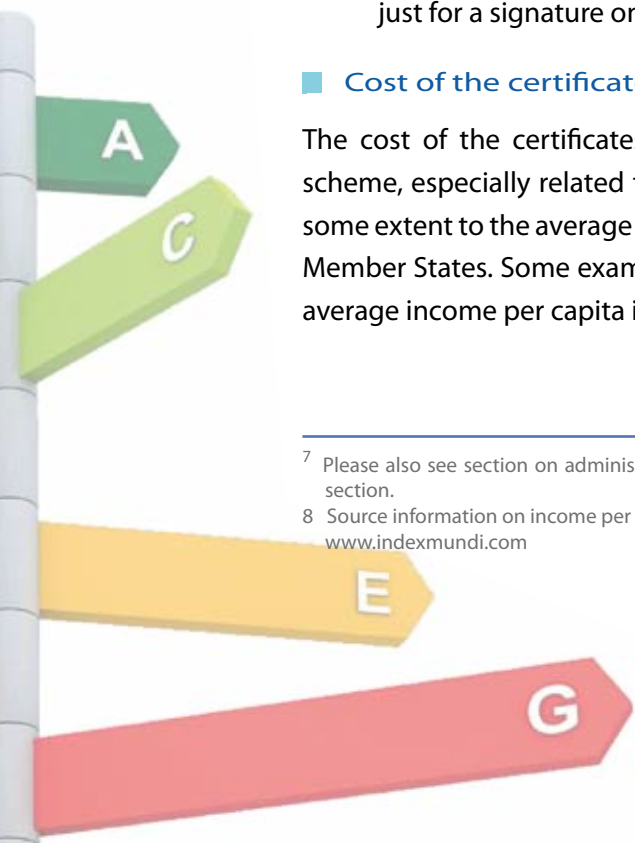 just for a signature on
Cost of the certificate
The cost of the certificate
scheme, especially related
some extent to the average
Member States. Some exam
average income per capita i
7 Please also see section on adminis
section.
8 Source information on income per
www.indexmundi.com
A
C
E
G